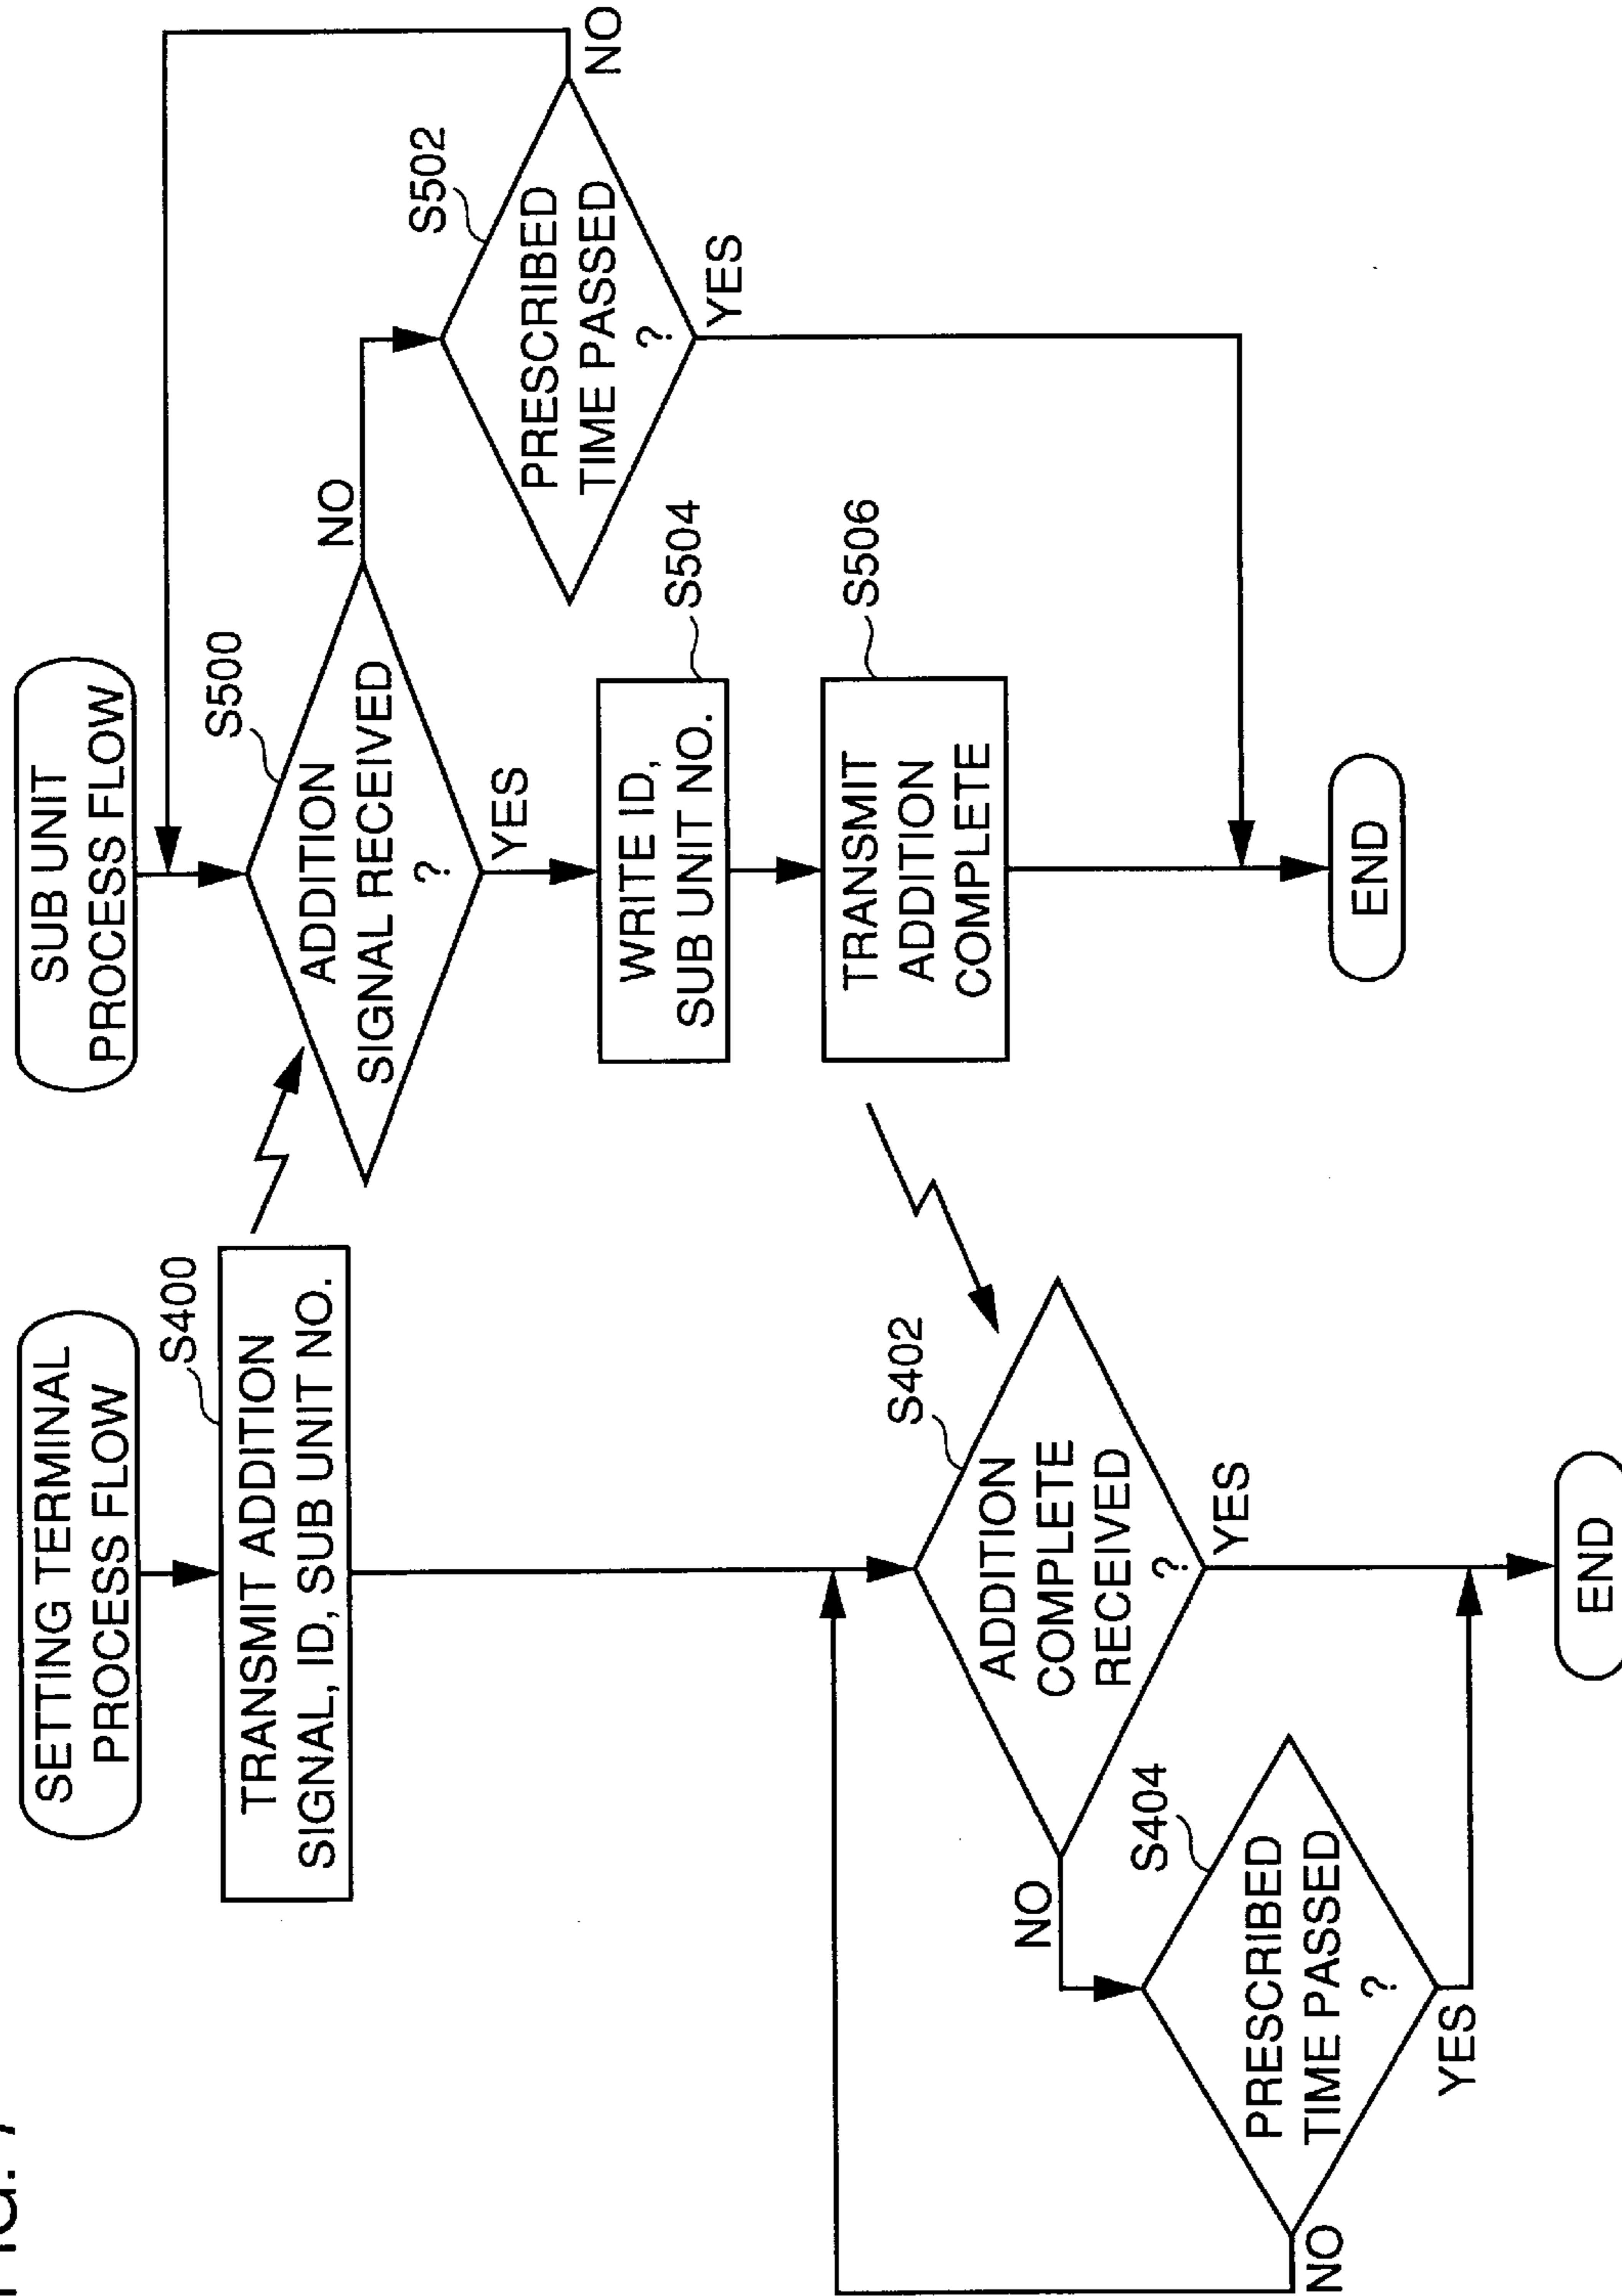 FIG. 7
SETTING TERMINAL
PROCESS FLOW
S400
TRANSMIT ADDITION
SIGNAL, ID, SUB UNIT NO.
S402
ADDITION
COMPLETE
RECEIVED
?
YES
NO
S404
PRESCRIBED
TIME PASSED
?
YES
NO
END
SUB UNIT
PROCESS FLOW
S500
ADDITION
SIGNAL RECEIVED
?
NO
YES
S502
PRESCRIBED
TIME PASSED
?
NO
YES
S504
WRITE ID,
SUB UNIT NO.
S506
TRANSMIT
ADDITION
COMPLETE
END